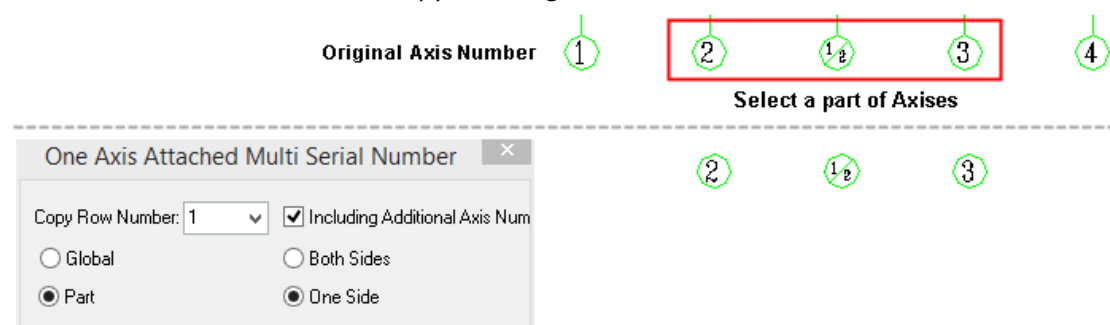 Original Axis Number 1 2 1/2 3 4
Select a part of Axises
One Axis Attached Multi Serial Number ×
2 1/2 3
Copy Row Number: 1 Including Additional Axis Num
Global Both Sides
Part One Side